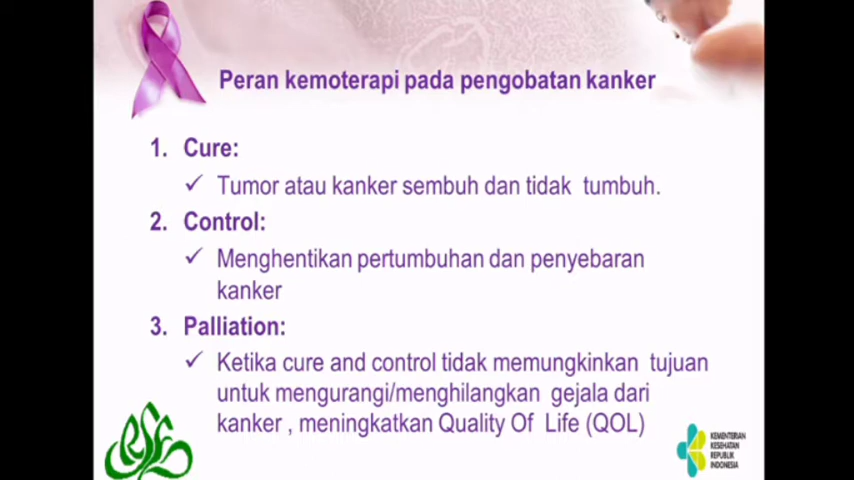 Peran kemoterapi pada pengobatan kanker
1. Cure:
✓ Tumor atau kanker sembuh dan tidak tumbuh.
2. Control:
✓ Menghentikan pertumbuhan dan penyebaran
kanker
3. Palliation:
✓ Ketika cure and control tidak memungkinkan tujuan
untuk mengurangi/menghilangkan gejala dari
kanker , meningkatkan Quality Of Life (QOL)
KEMENTERIAN
KESEHATAN
REPUBLIK
INDONESIA